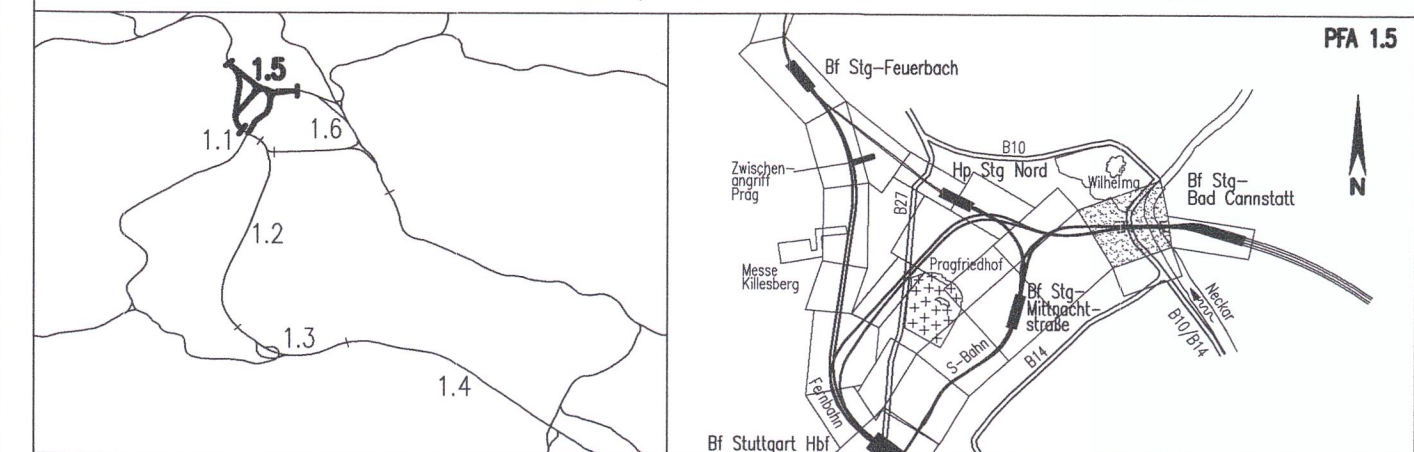 1.5
1.1
1.6
1.2
1.3
1.4
PFA 1.5
Bf Stg-Feuerbach
N
Zwischen-
angriff
Prag
B10
Hp Stg Nord
Wilhelma
Bf Stg-
Bad Cannstatt
B27
Messe
Killesberg
Pragfriedhof
Bf Stg-
Mittnacht-
straße
Neckar
B10/B14
S-Bahn
B14
Fernbahn
Bf Stuttgart Hbf